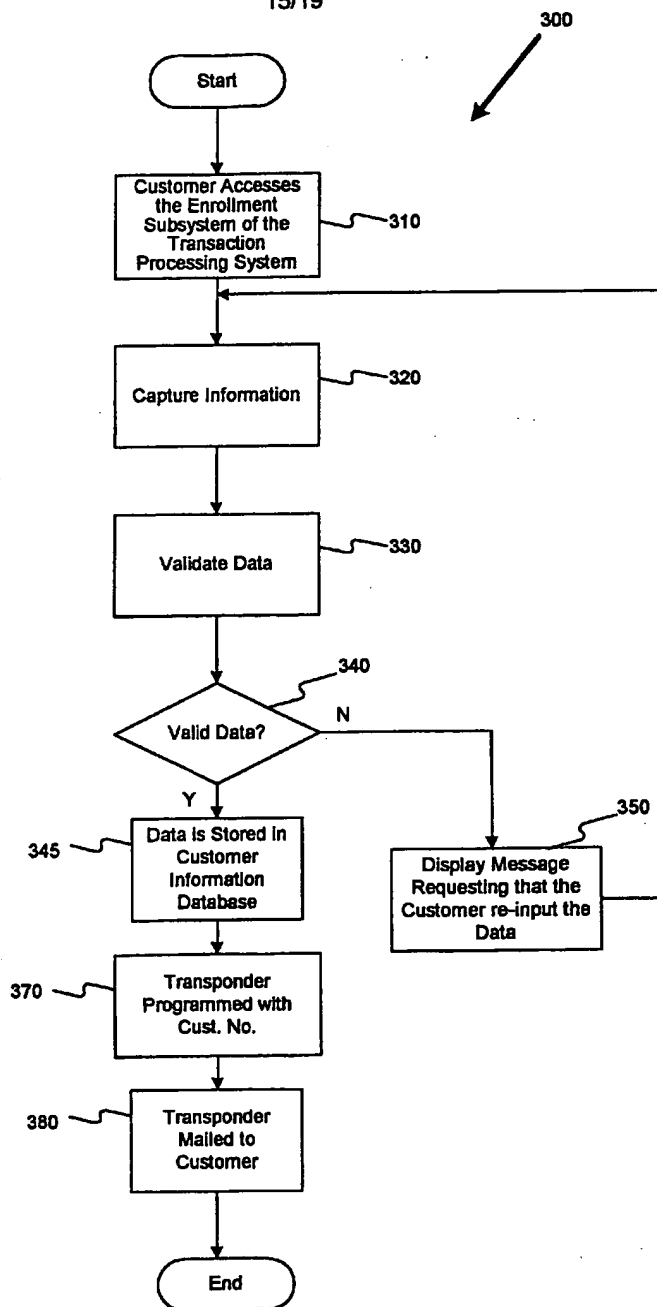 15/19
300
Start
Customer Accesses
the Enrollment
Subsystem of the
Transaction
Processing System
310
Capture Information
320
Validate Data
330
340
Valid Data?
N
Y
345
Data is Stored in
Customer
Information
Database
350
Display Message
Requesting that the
Customer re-input the
Data
370
Transponder
Programmed with
Cust. No.
380
Transponder
Mailed to
Customer
End